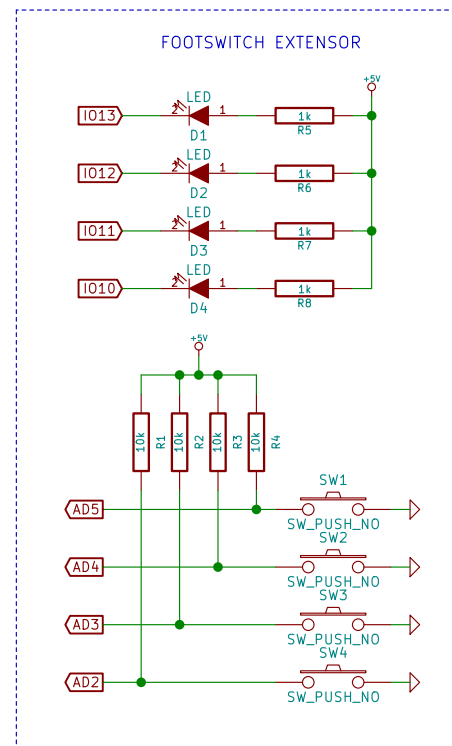 FOOTSWITCH EXTENSOR
+5V
LED
IO13
2
1
1k
D1
R5
LED
IO12
2
1
1k
D2
R6
LED
IO11
2
1
1k
D3
R7
LED
IO10
2
1
1k
D4
R8
+5V
10k
R1
10k
R2
10k
R3
10k
R4
SW1
AD5
SW_PUSH_NO
SW2
AD4
SW_PUSH_NO
SW3
AD3
SW_PUSH_NO
SW4
AD2
SW_PUSH_NO